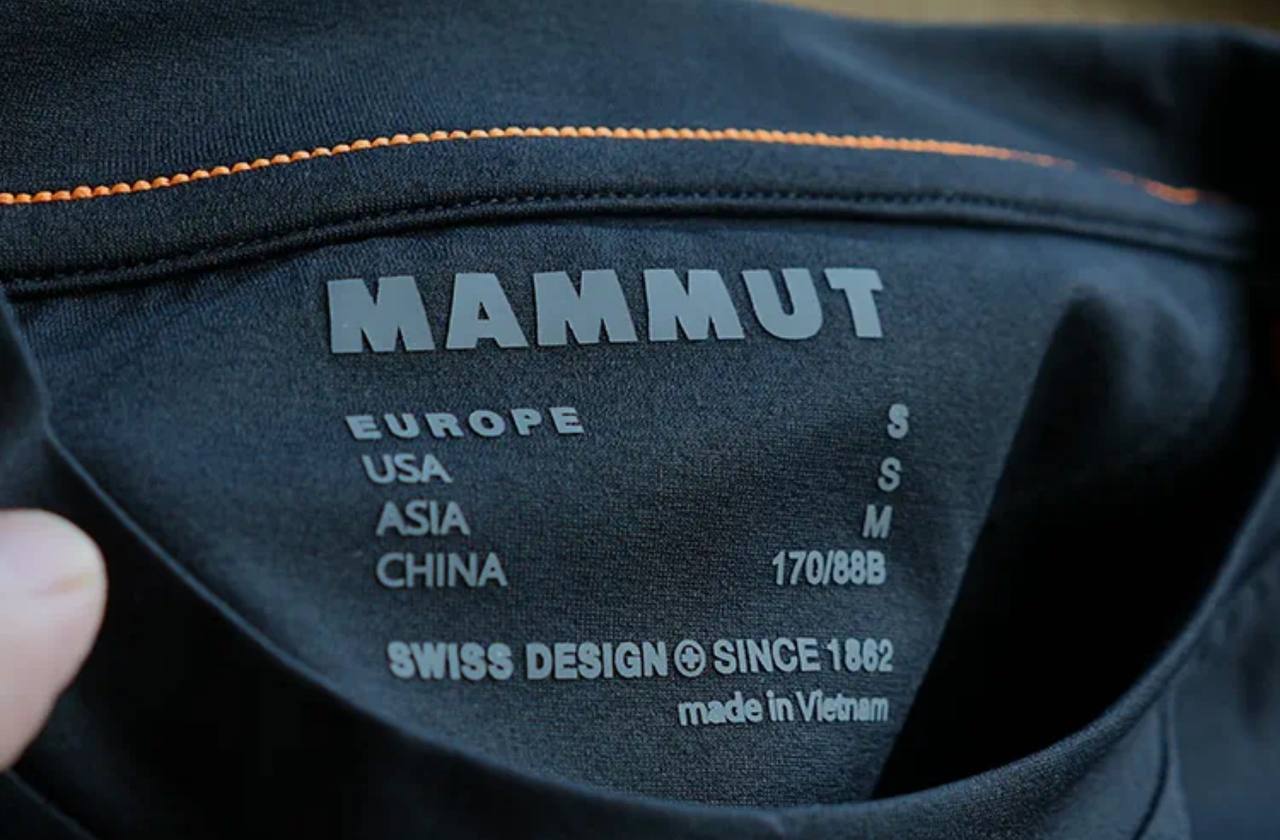 MAMMUT
EUROPE S
USA S
ASIA M
CHINA 170/88B
SWISS DESIGN SINCE 1862
made in Vietnam